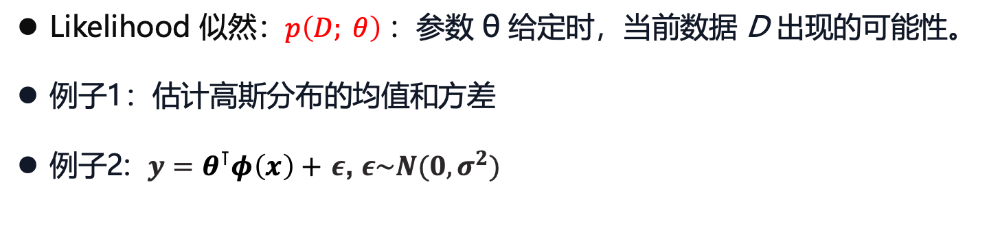 ● Likelihood 似然：p(D; θ)：参数 θ 给定时，当前数据 D 出现的可能性。
● 例子1：估计高斯分布的均值和方差
● 例子2: y = θ⊤ϕ(x) + ϵ, ϵ~N(0, σ²)